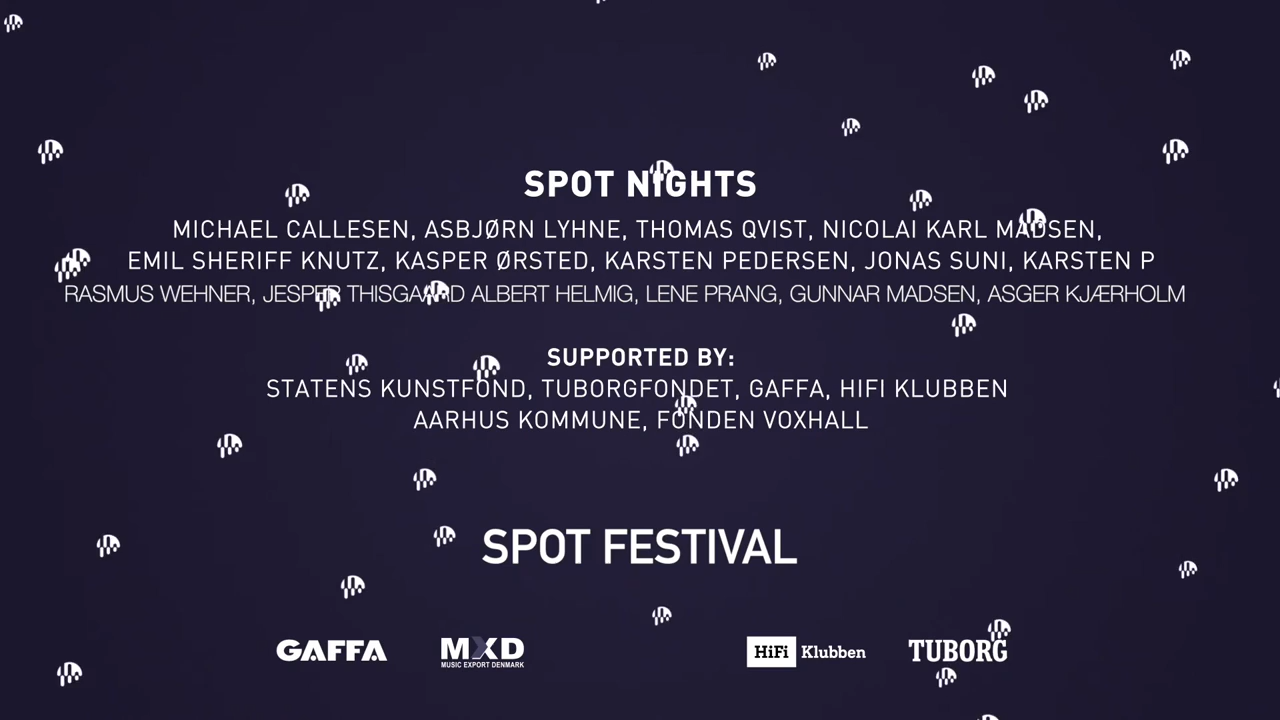 SPOT NIGHTS
MICHAEL CALLESEN, ASBJØRN LYHNE, THOMAS QVIST, NICOLAI KARL MADSEN,
EMIL SHERIFF KNUTZ, KASPER ØRSTED, KARSTEN PEDERSEN, JONAS SUNI, KARSTEN P
RASMUS WEHNER, JESPER THISGAARD ALBERT HELMIG, LENE PRANG, GUNNAR MADSEN, ASGER KJÆRHOLM
SUPPORTED BY:
STATENS KUNSTFOND, TUBORGFONDET, GAFFA, HIFI KLUBBEN
AARHUS KOMMUNE, FONDEN VOXHALL
SPOT FESTIVAL
GAFFA
MXD
MUSIC EXPORT DENMARK
HiFi Klubben
TUBORG